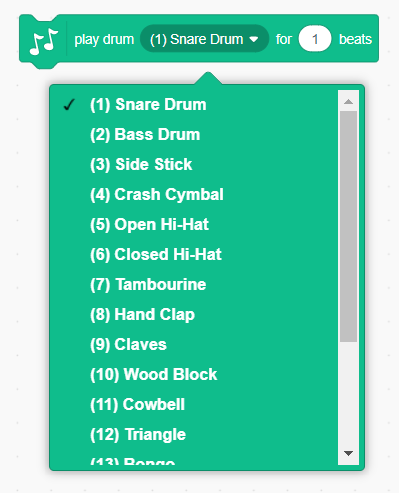 play drum (1) Snare Drum for 1 beats
✓ (1) Snare Drum
(2) Bass Drum
(3) Side Stick
(4) Crash Cymbal
(5) Open Hi-Hat
(6) Closed Hi-Hat
(7) Tambourine
(8) Hand Clap
(9) Claves
(10) Wood Block
(11) Cowbell
(12) Triangle
(13) Bongo